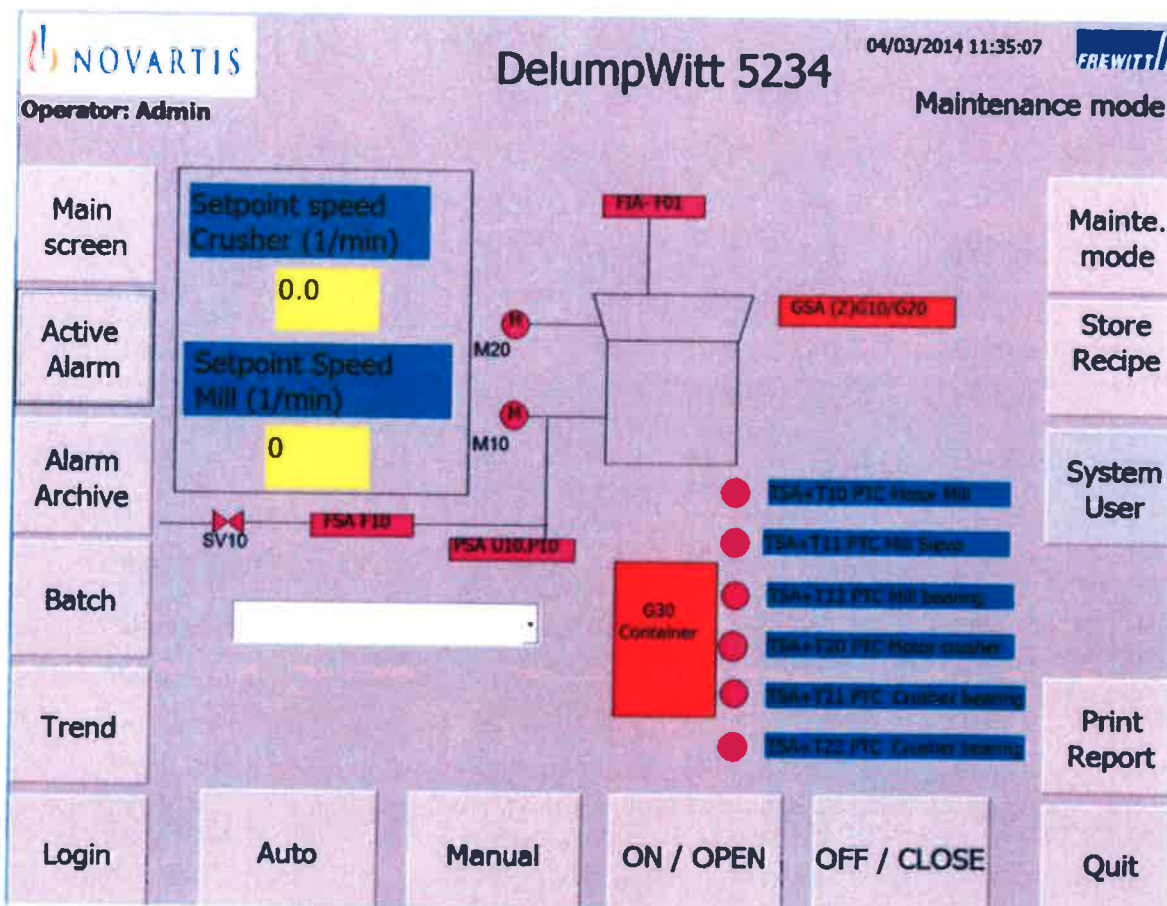 NOVARTIS
DelumpWitt 5234
04/03/2014 11:35:07
FREWITT
Operator: Admin
Maintenance mode
Main
screen
Setpoint speed
Crusher (1/min)
0.0
FIA- F01
Mainte.
mode
Active
Alarm
Setpoint Speed
Mill (1/min)
0
M
M20
GSA (Z)G10/G20
Store
Recipe
M
M10
Alarm
Archive
System
User
SV10
FSA F10
PSA U10.P10
TSA+T10 PTC Motor Mill
TSA+T11 PTC Mill Sieve
TSA+T12 PTC Mill bearing
TSA+T20 PTC Motor crusher
TSA+T21 PTC Crusher bearing
TSA+T22 PTC Crusher bearing
G30
Container
Batch
Trend
Print
Report
Login
Auto
Manual
ON / OPEN
OFF / CLOSE
Quit